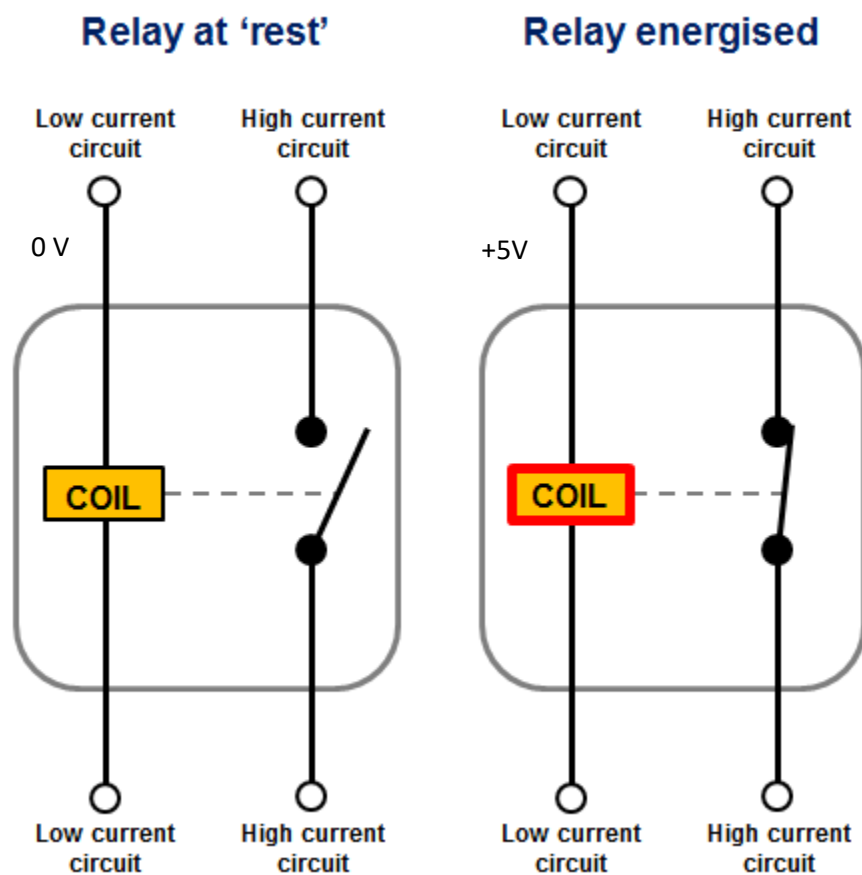 Relay at ‘rest’
Relay energised
Low current
circuit
High current
circuit
Low current
circuit
High current
circuit
0 V
+5V
COIL
COIL
Low current
circuit
High current
circuit
Low current
circuit
High current
circuit